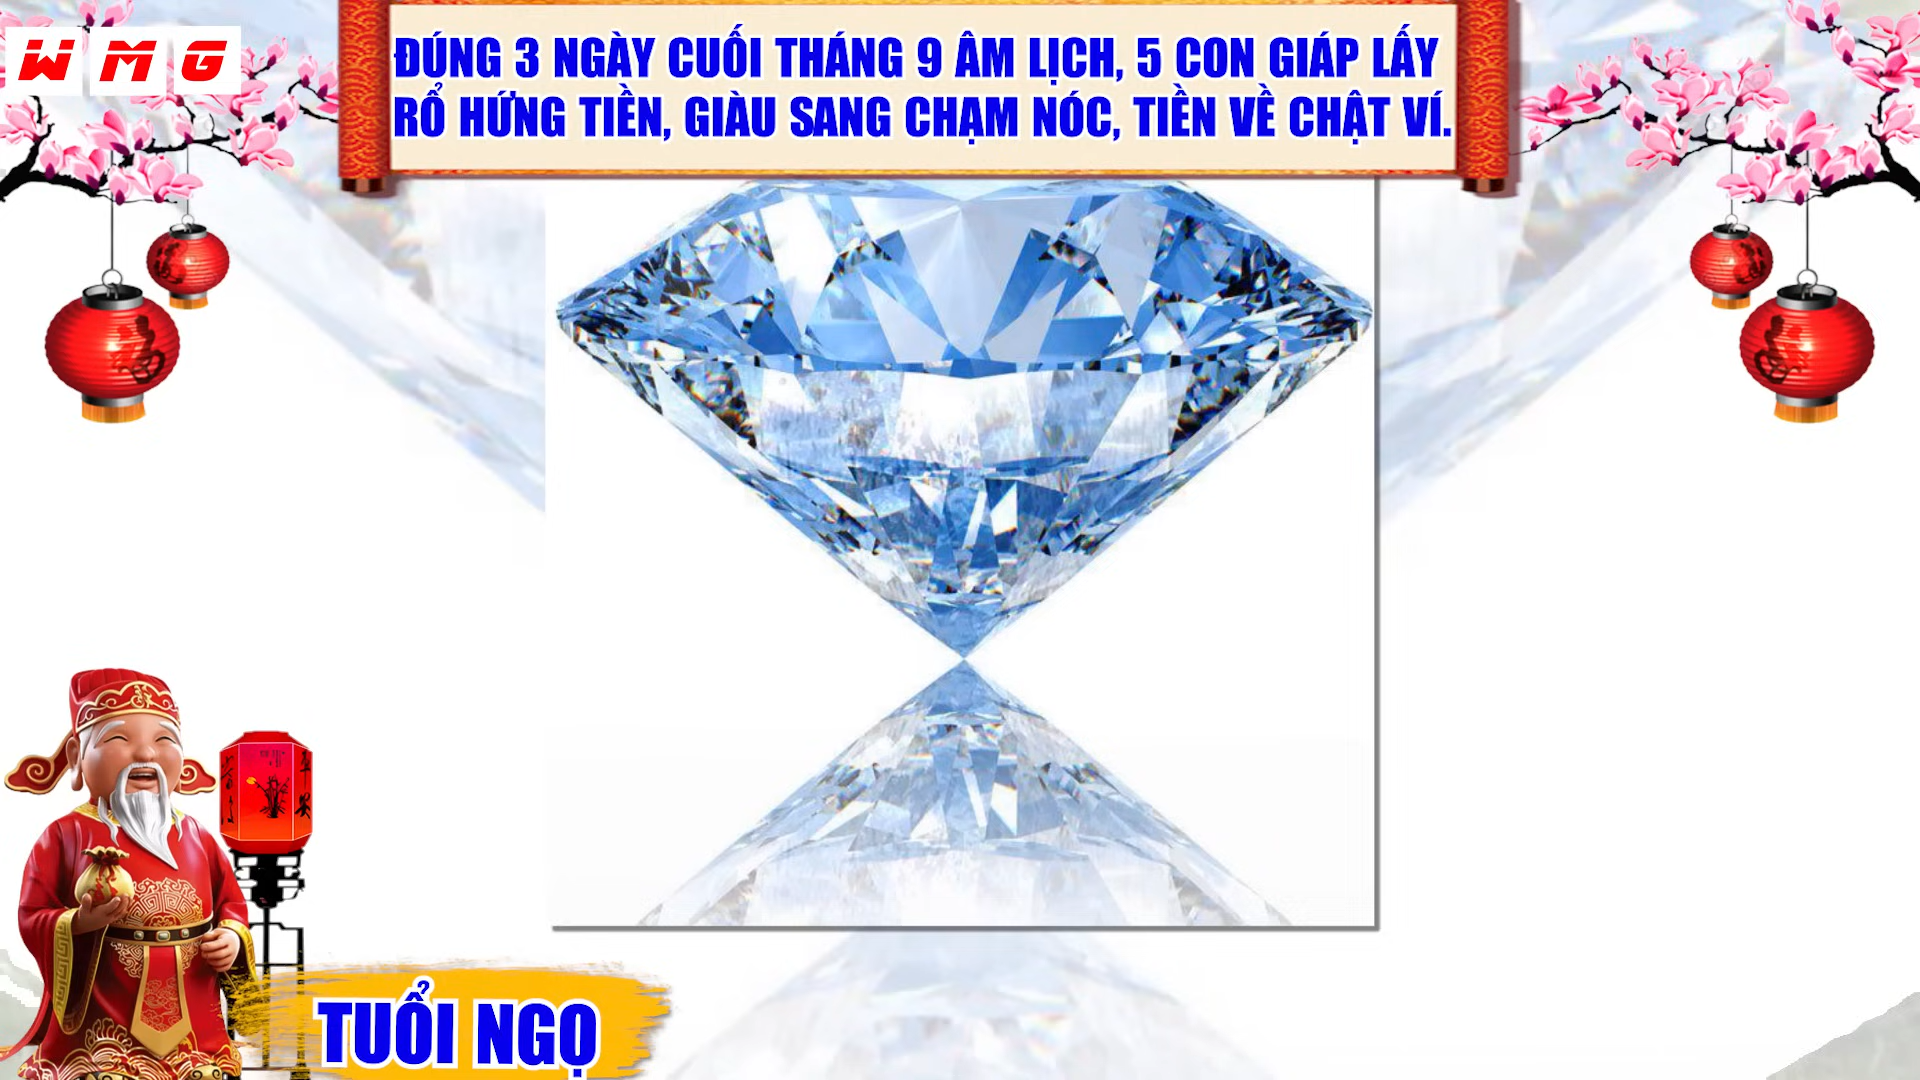 WMG
ĐÚNG 3 NGÀY CUỐI THÁNG 9 ÂM LỊCH, 5 CON GIÁP LẤY
RỔ HỨNG TIỀN, GIÀU SANG CHẠM NÓC, TIỀN VỀ CHẬT VÍ.
TUỔI NGỌ